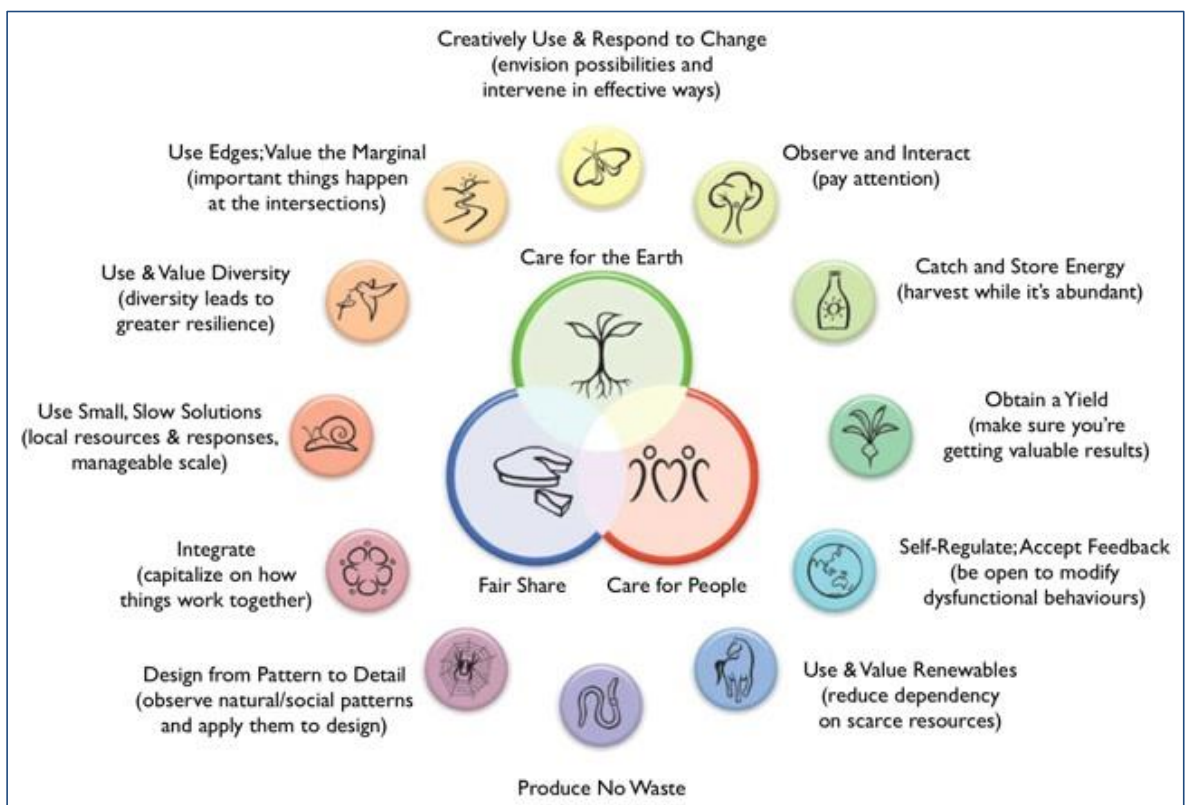 Creatively Use & Respond to Change
(envision possibilities and
intervene in effective ways)
Observe and Interact
(pay attention)
Catch and Store Energy
(harvest while it's abundant)
Obtain a Yield
(make sure you're
getting valuable results)
Self-Regulate; Accept Feedback
(be open to modify
dysfunctional behaviours)
Use & Value Renewables
(reduce dependency
on scarce resources)
Produce No Waste
Design from Pattern to Detail
(observe natural/social patterns
and apply them to design)
Integrate
(capitalize on how
things work together)
Use Small, Slow Solutions
(local resources & responses,
manageable scale)
Use & Value Diversity
(diversity leads to
greater resilience)
Use Edges; Value the Marginal
(important things happen
at the intersections)
Care for the Earth
Fair Share
Care for People